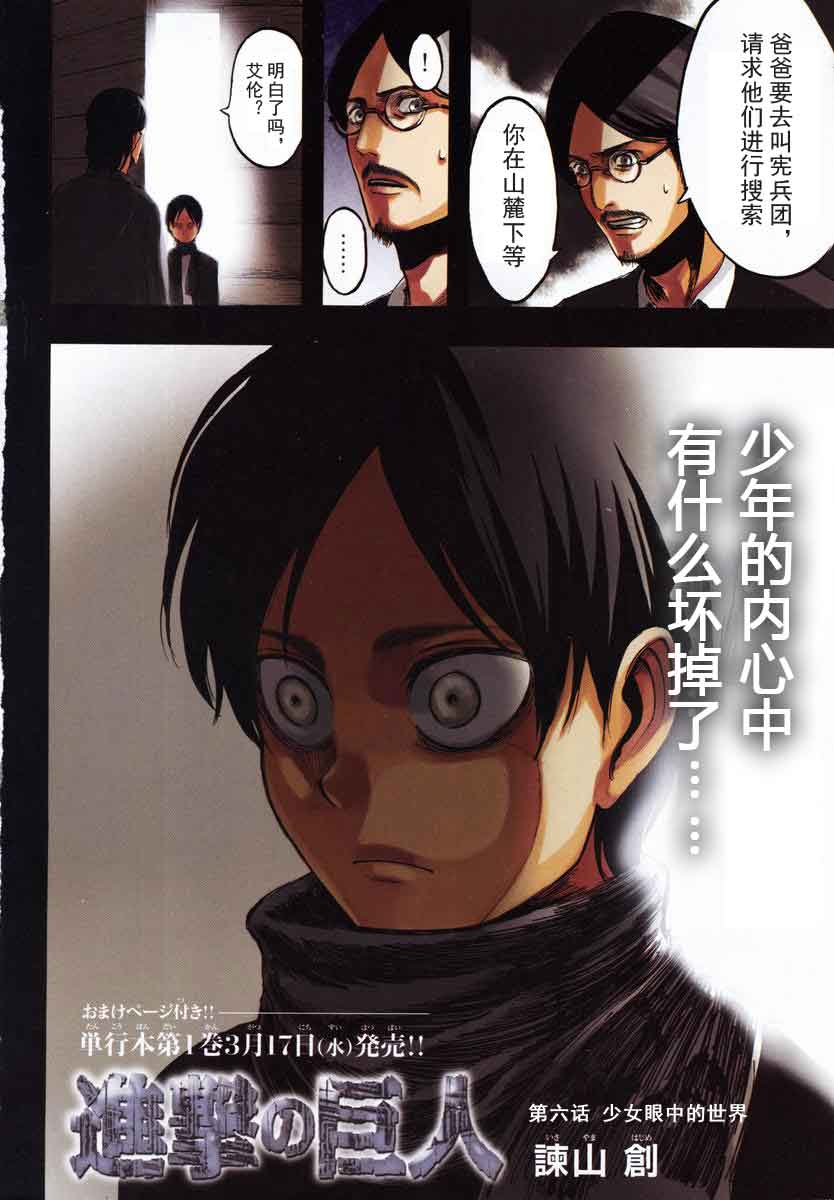 爸爸要去叫宪兵团，
请求他们进行搜索
你在山麓下等
！
……
明白了吗，
艾伦？
少年的内心中
有什么坏掉了……
おまけページ付き!!
単行本第1巻3月17日(水)発売!!
進撃の巨人
第六话 少女眼中的世界
諫山 創